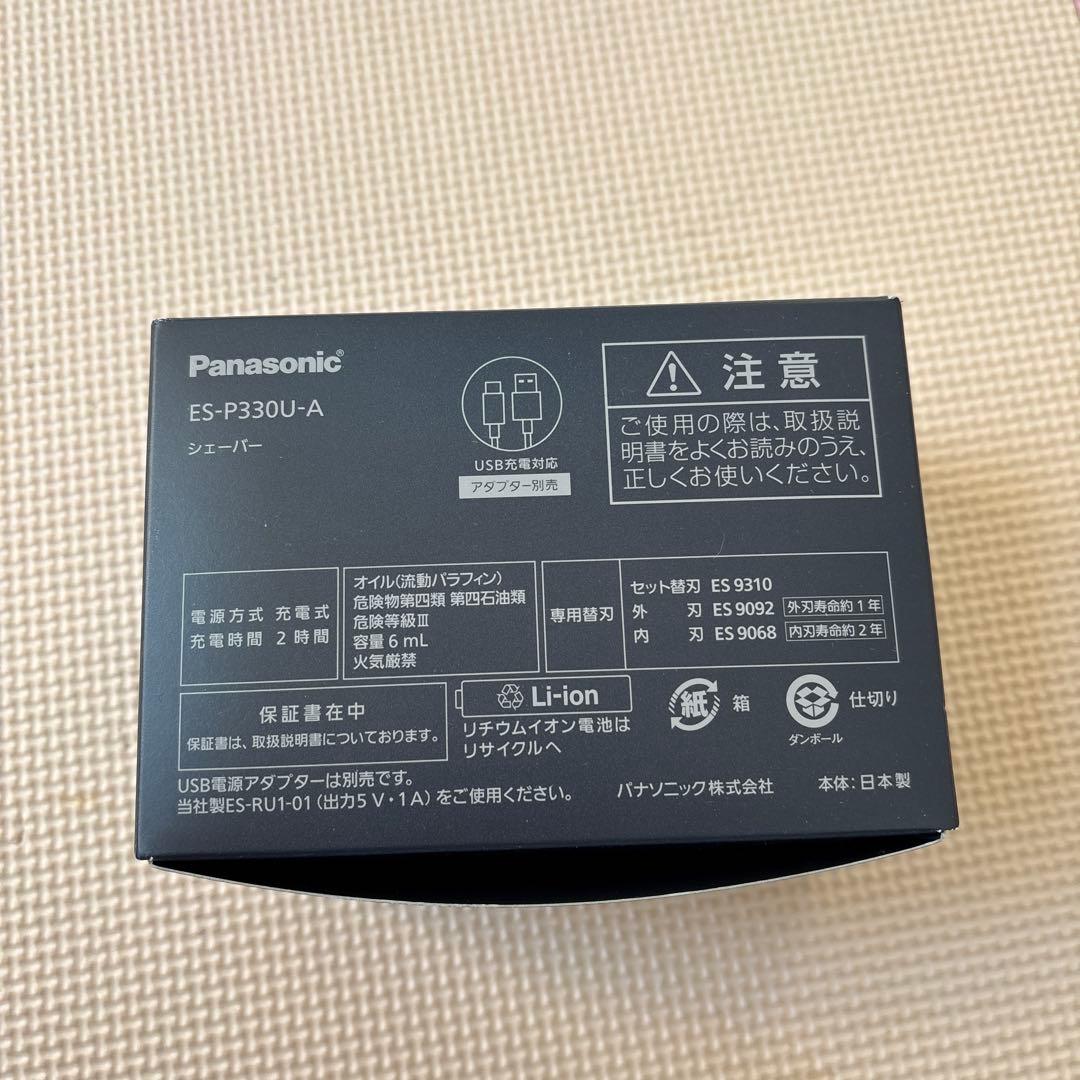 Panasonic®
ES-P330U-A
シェーバー
USB充電対応
アダプター別売
注意
ご使用の際は、取扱説
明書をよくお読みのうえ、
正しくお使いください。
電源方式 充電式
充電時間 2時間
オイル(流動パラフィン)
危険物第四類 第四石油類
危険等級Ⅲ
容量6 mL
火気厳禁
専用替刃
セット替刃 ES 9310
外 刃 ES 9092 外刃寿命約1年
内 刃 ES 9068 内刃寿命約2年
保証書在中
保証書は、取扱説明書についております。
Li-ion
リチウムイオン電池は
リサイクルへ
紙 箱
仕切り
ダンボール
USB電源アダプターは別売です。
当社製ES-RU1-01(出力5 V・1 A)をご使用ください。
パナソニック株式会社
本体:日本製